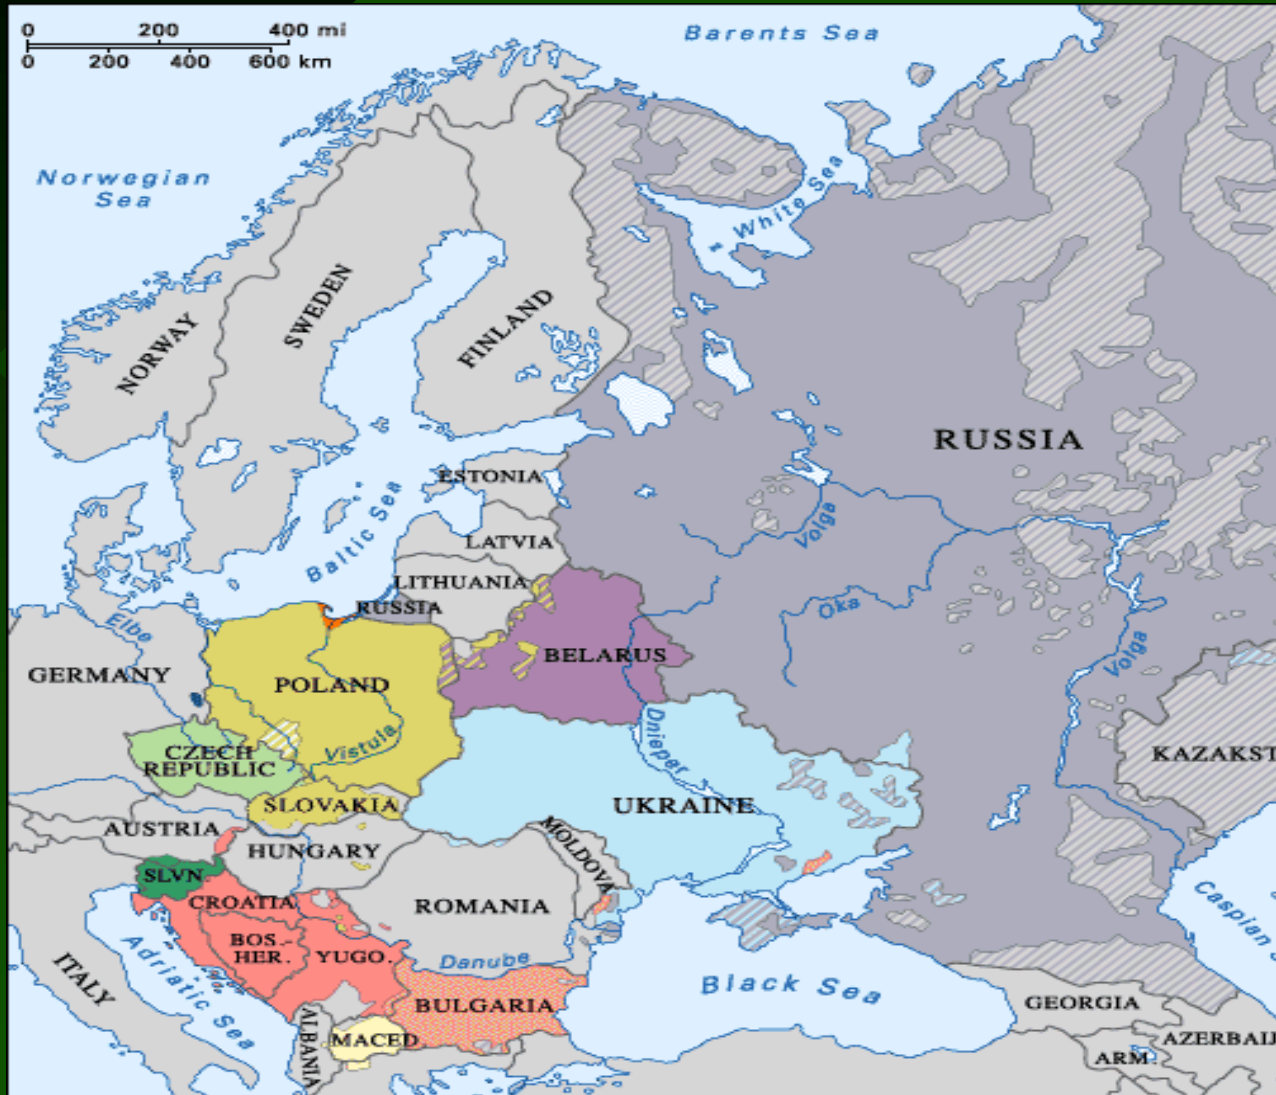 0 200 400 mi
0 200 400 600 km
Barents Sea
Norwegian
Sea
White Sea
NORWAY
SWEDEN
FINLAND
RUSSIA
ESTONIA
Baltic Sea
Volga
LATVIA
LITHUANIA
RUSSIA
Oka
Elbe
Volga
BELARUS
GERMANY
POLAND
Dnieper
Vistula
CZECH
REPUBLIC
KAZAKST
SLOVAKIA
UKRAINE
AUSTRIA
MOLDOVA
HUNGARY
SLVN.
CROATIA
ROMANIA
Caspian
BOS.-
HER.
YUGO.
Adriatic Sea
Danube
ITALY
Black Sea
BULGARIA
GEORGIA
ALBANIA
MACED
AZERBAIJ
ARM.